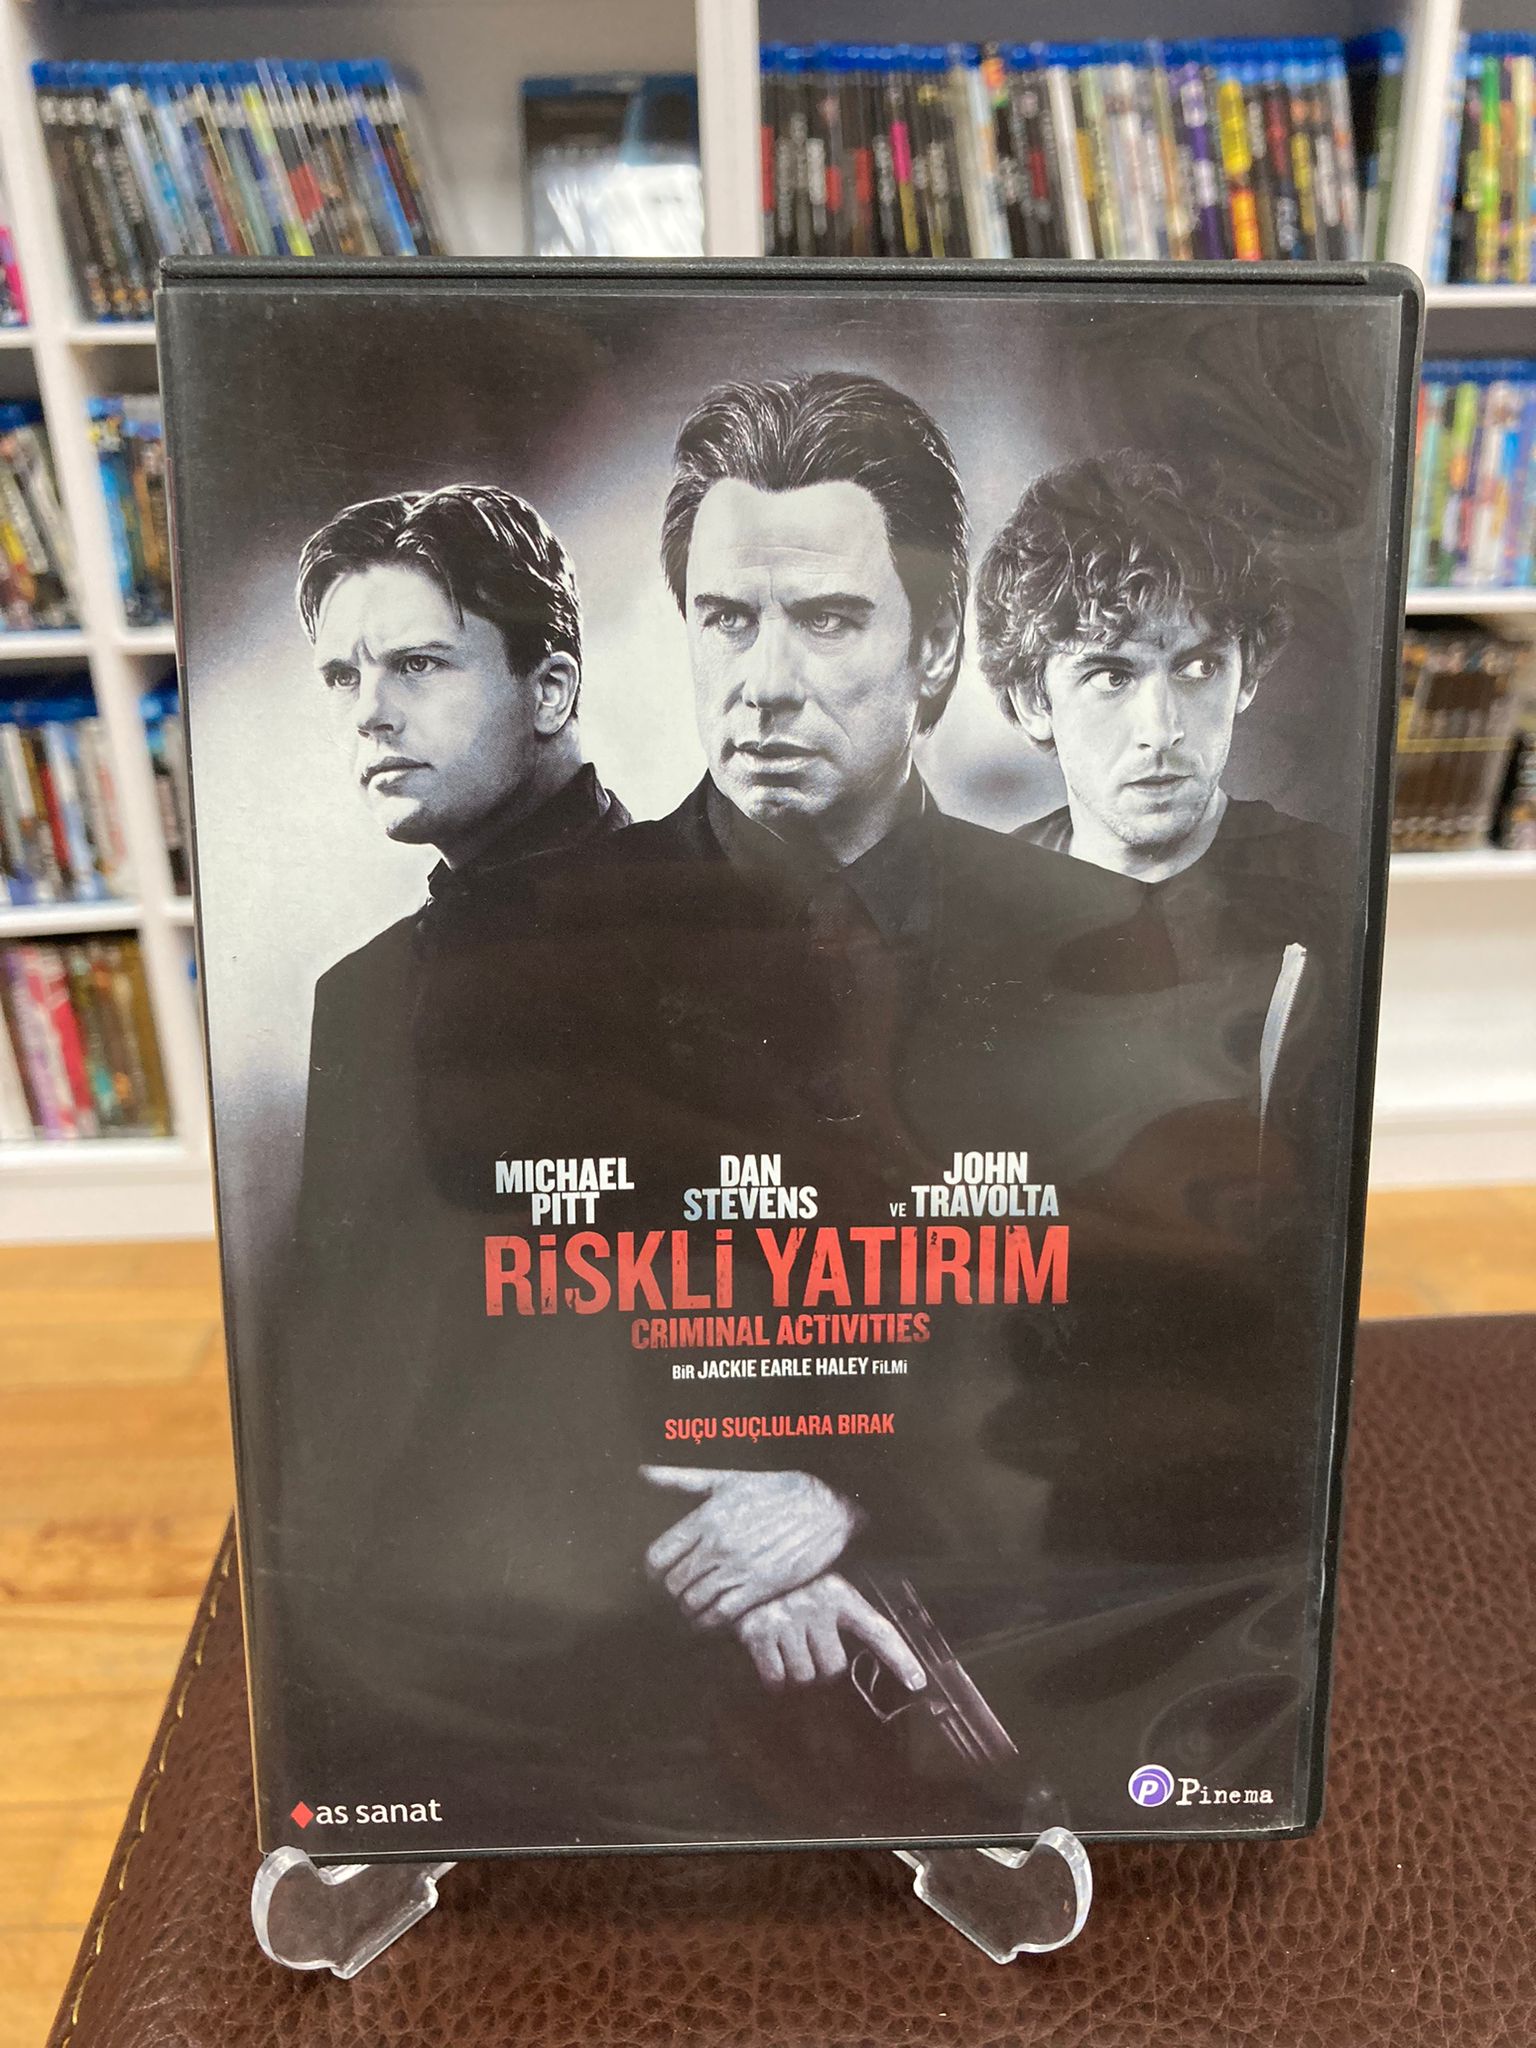 MICHAEL PITT
DAN STEVENS
VE JOHN TRAVOLTA
RİSKLİ YATIRIM
CRIMINAL ACTIVITIES
BİR JACKIE EARLE HALEY FİLMİ
SUÇU SUÇLULARA BIRAK
as sanat
P Pinema